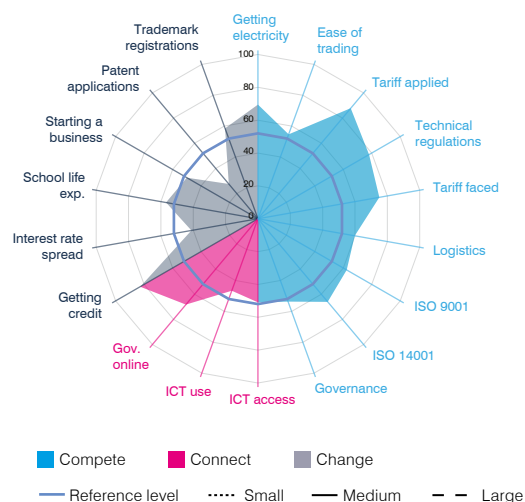 Getting
electricity
Ease of
trading
Tariff applied
Technical
regulations
Tariff faced
Logistics
ISO 9001
ISO 14001
Governance
ICT access
ICT use
Gov.
online
Getting
credit
Interest rate
spread
School life
exp.
Starting a
business
Patent
applications
Trademark
registrations
100
80
60
40
20
0
Compete
Connect
Change
Reference level
Small
Medium
Large